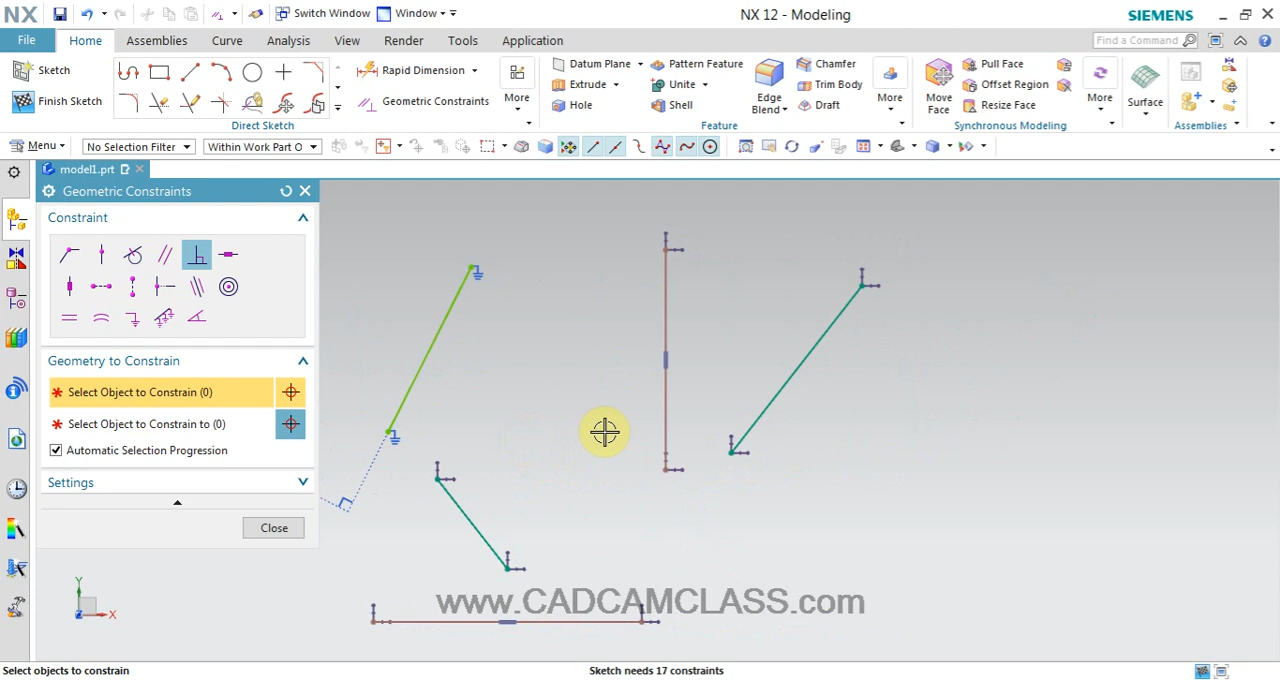 NX Switch Window Window NX 12 - Modeling SIEMENS
File Home Assemblies Curve Analysis View Render Tools Application Find a Command
Sketch Rapid Dimension Datum Plane Pattern Feature Chamfer Pull Face
Extrude Unite Trim Body Offset Region
Finish Sketch Geometric Constraints More Hole Shell Edge Blend Draft More Move Face Resize Face More Surface
Direct Sketch Feature Synchronous Modeling Assemblies
Menu No Selection Filter Within Work Part O
model1.prt
Geometric Constraints
Constraint
Geometry to Constrain
* Select Object to Constrain (0)
* Select Object to Constrain to (0)
Automatic Selection Progression
Settings
Close
Y
Z
X
www.CADCAMCLASS.com
Select objects to constrain Sketch needs 17 constraints